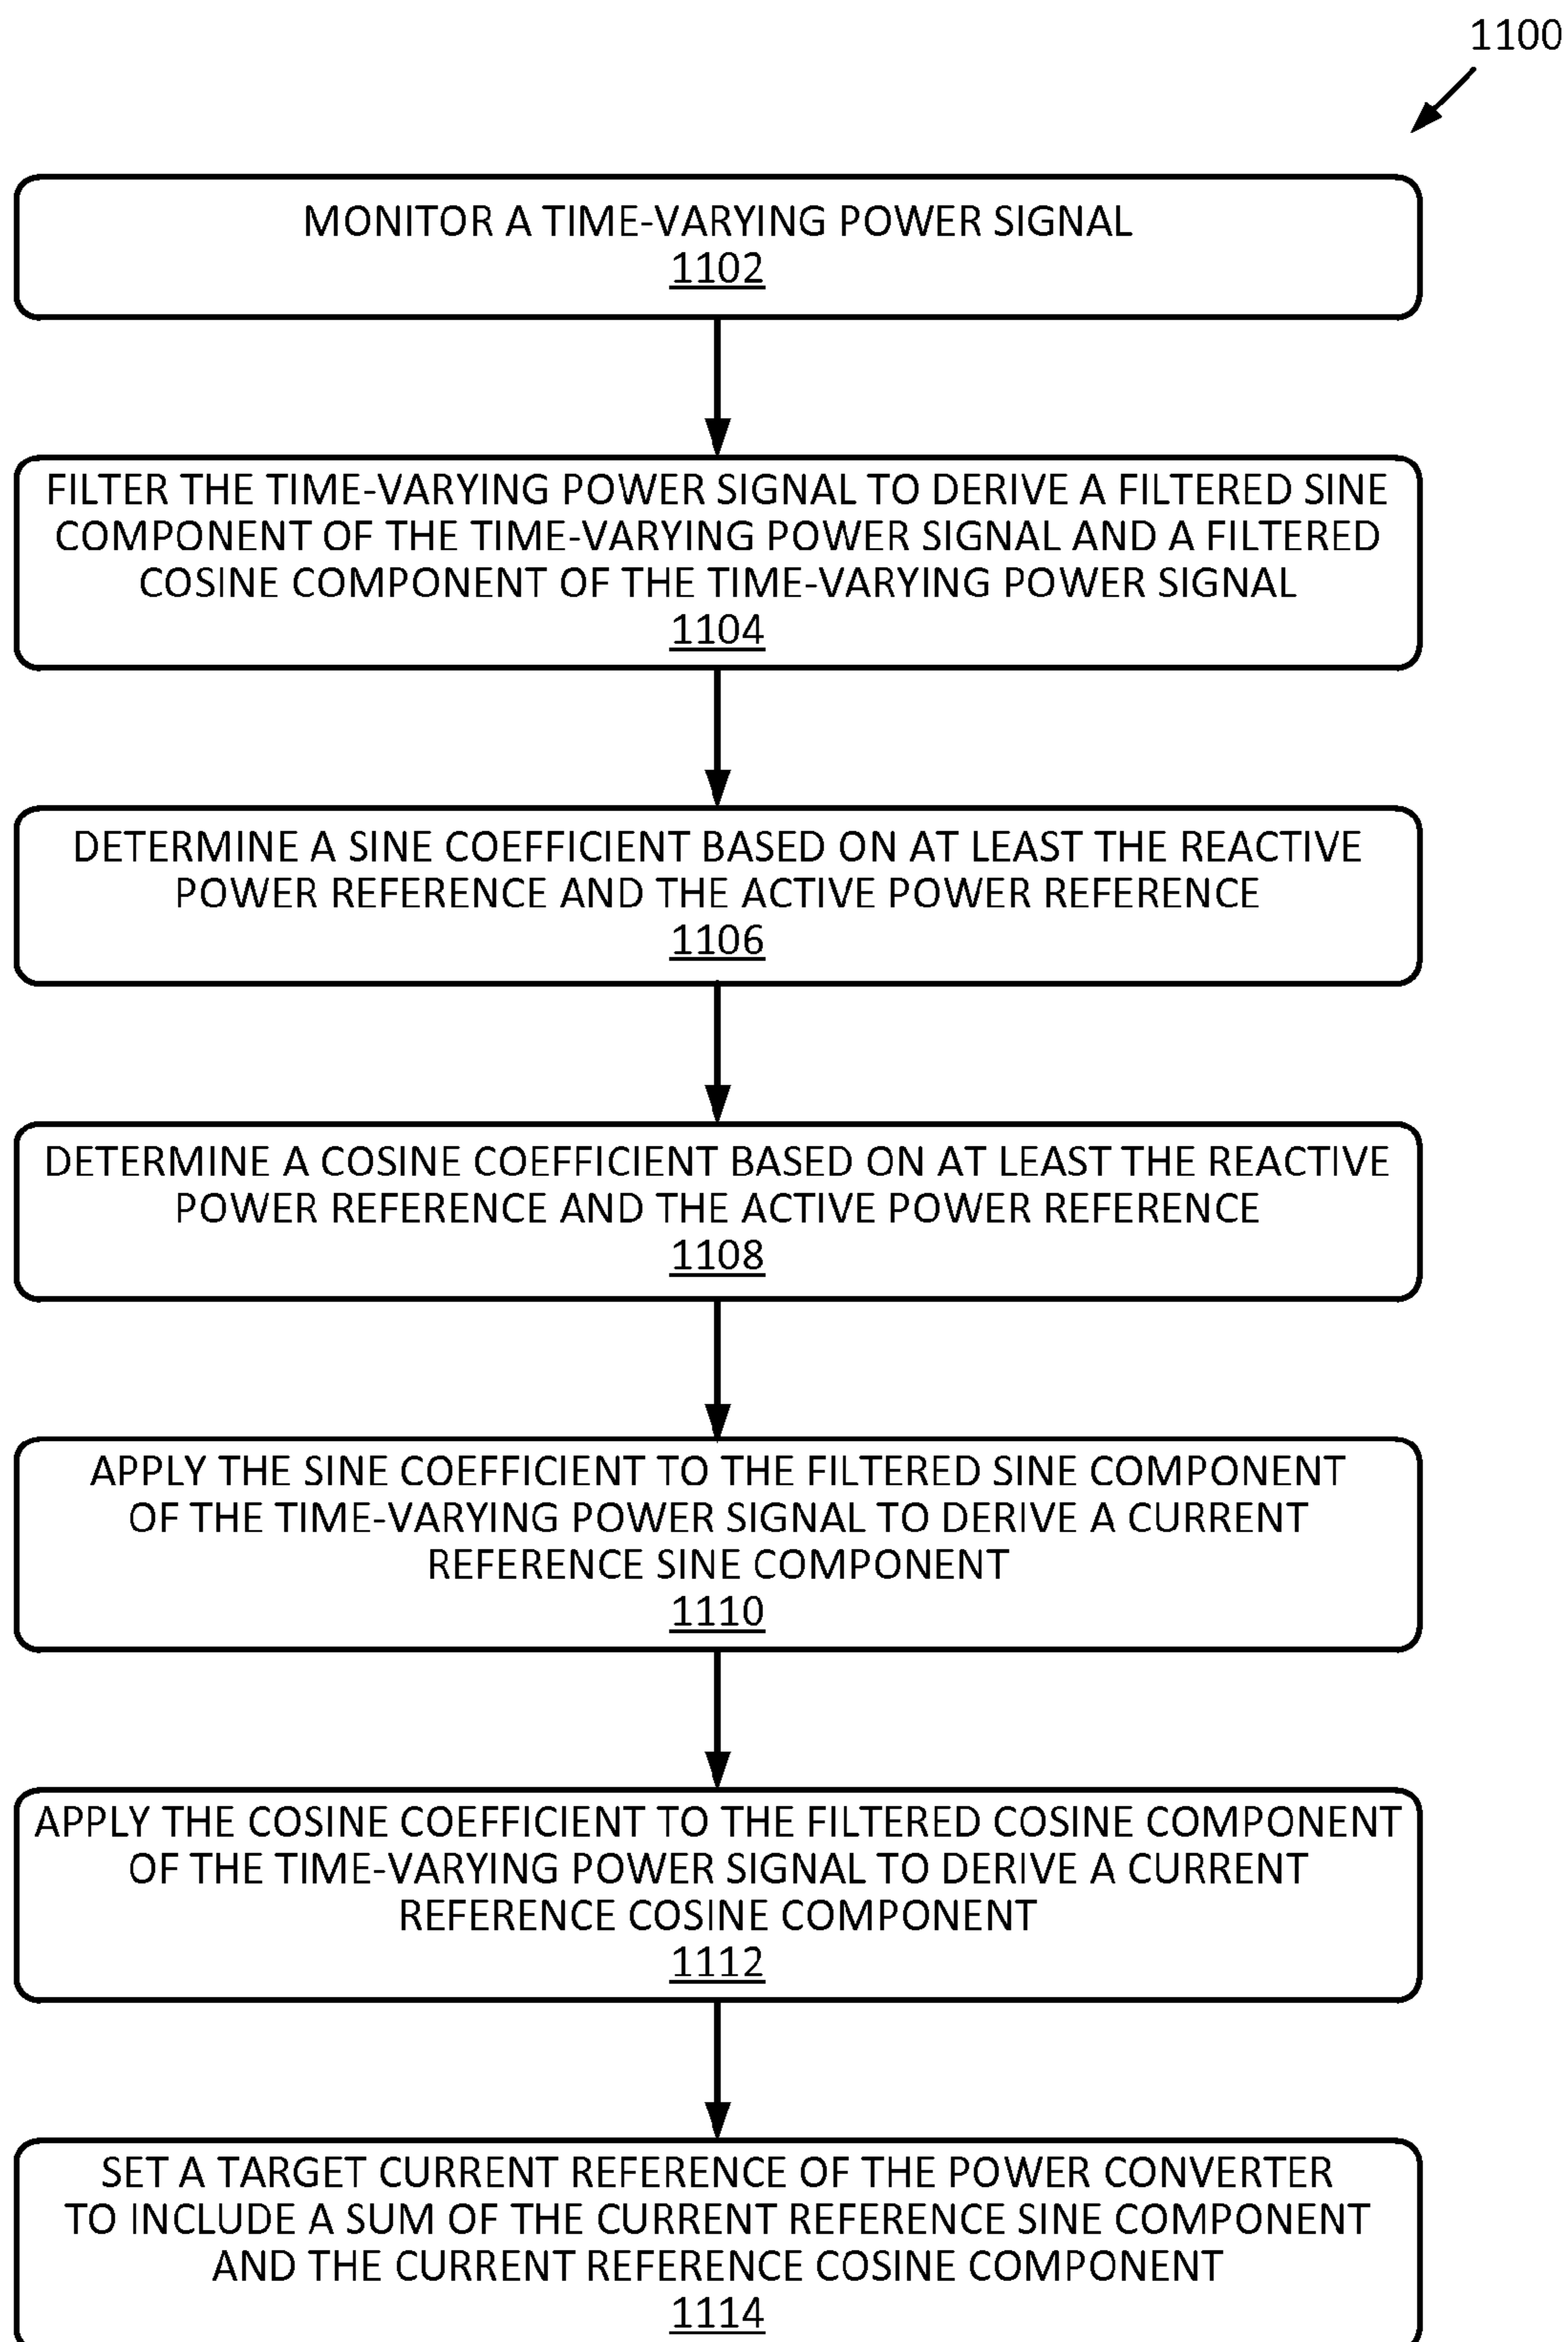 1100
MONITOR A TIME-VARYING POWER SIGNAL
1102
FILTER THE TIME-VARYING POWER SIGNAL TO DERIVE A FILTERED SINE
COMPONENT OF THE TIME-VARYING POWER SIGNAL AND A FILTERED
COSINE COMPONENT OF THE TIME-VARYING POWER SIGNAL
1104
DETERMINE A SINE COEFFICIENT BASED ON AT LEAST THE REACTIVE
POWER REFERENCE AND THE ACTIVE POWER REFERENCE
1106
DETERMINE A COSINE COEFFICIENT BASED ON AT LEAST THE REACTIVE
POWER REFERENCE AND THE ACTIVE POWER REFERENCE
1108
APPLY THE SINE COEFFICIENT TO THE FILTERED SINE COMPONENT
OF THE TIME-VARYING POWER SIGNAL TO DERIVE A CURRENT
REFERENCE SINE COMPONENT
1110
APPLY THE COSINE COEFFICIENT TO THE FILTERED COSINE COMPONENT
OF THE TIME-VARYING POWER SIGNAL TO DERIVE A CURRENT
REFERENCE COSINE COMPONENT
1112
SET A TARGET CURRENT REFERENCE OF THE POWER CONVERTER
TO INCLUDE A SUM OF THE CURRENT REFERENCE SINE COMPONENT
AND THE CURRENT REFERENCE COSINE COMPONENT
1114